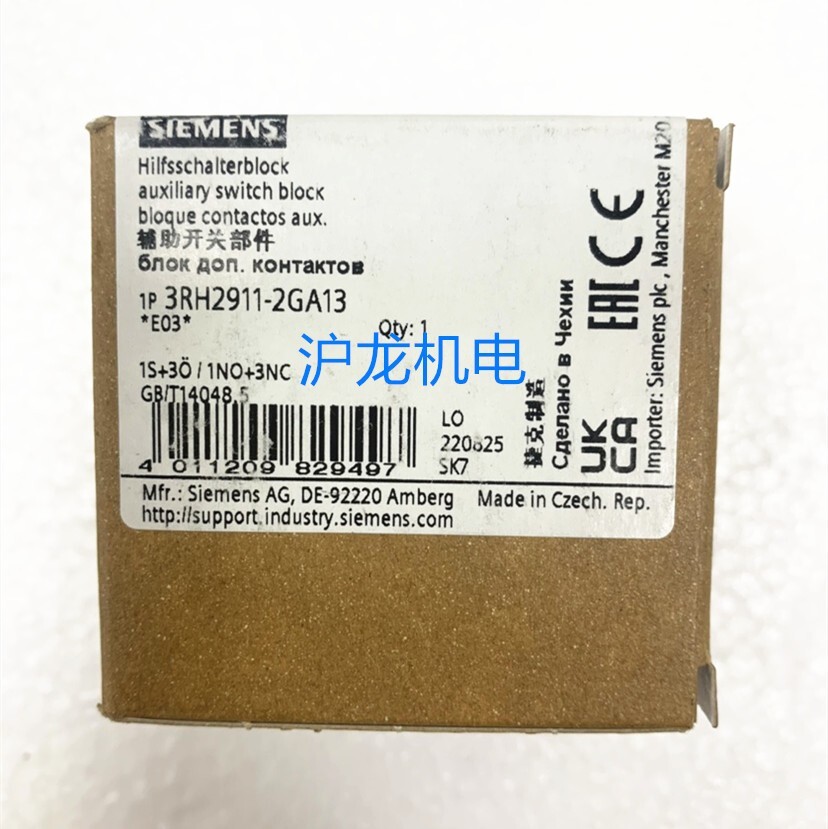 SIEMENS
Hilfsschalterblock
auxiliary switch block
bloque contactos aux.
辅助开关部件
блок доп. контактов
1P 3RH2911-2GA13
*E03*
Qty: 1
1S+3Ö / 1NO+3NC
GB/T14048.5
沪龙机电
4 011209 829497
LO
220825
SK7
捷克制造
Сделано в Чехии
EAC CE
UKCA
Importer: Siemens plc , Manchester M20
Mfr.: Siemens AG, DE-92220 Amberg
Made in Czech. Rep.
http://support.industry.siemens.com